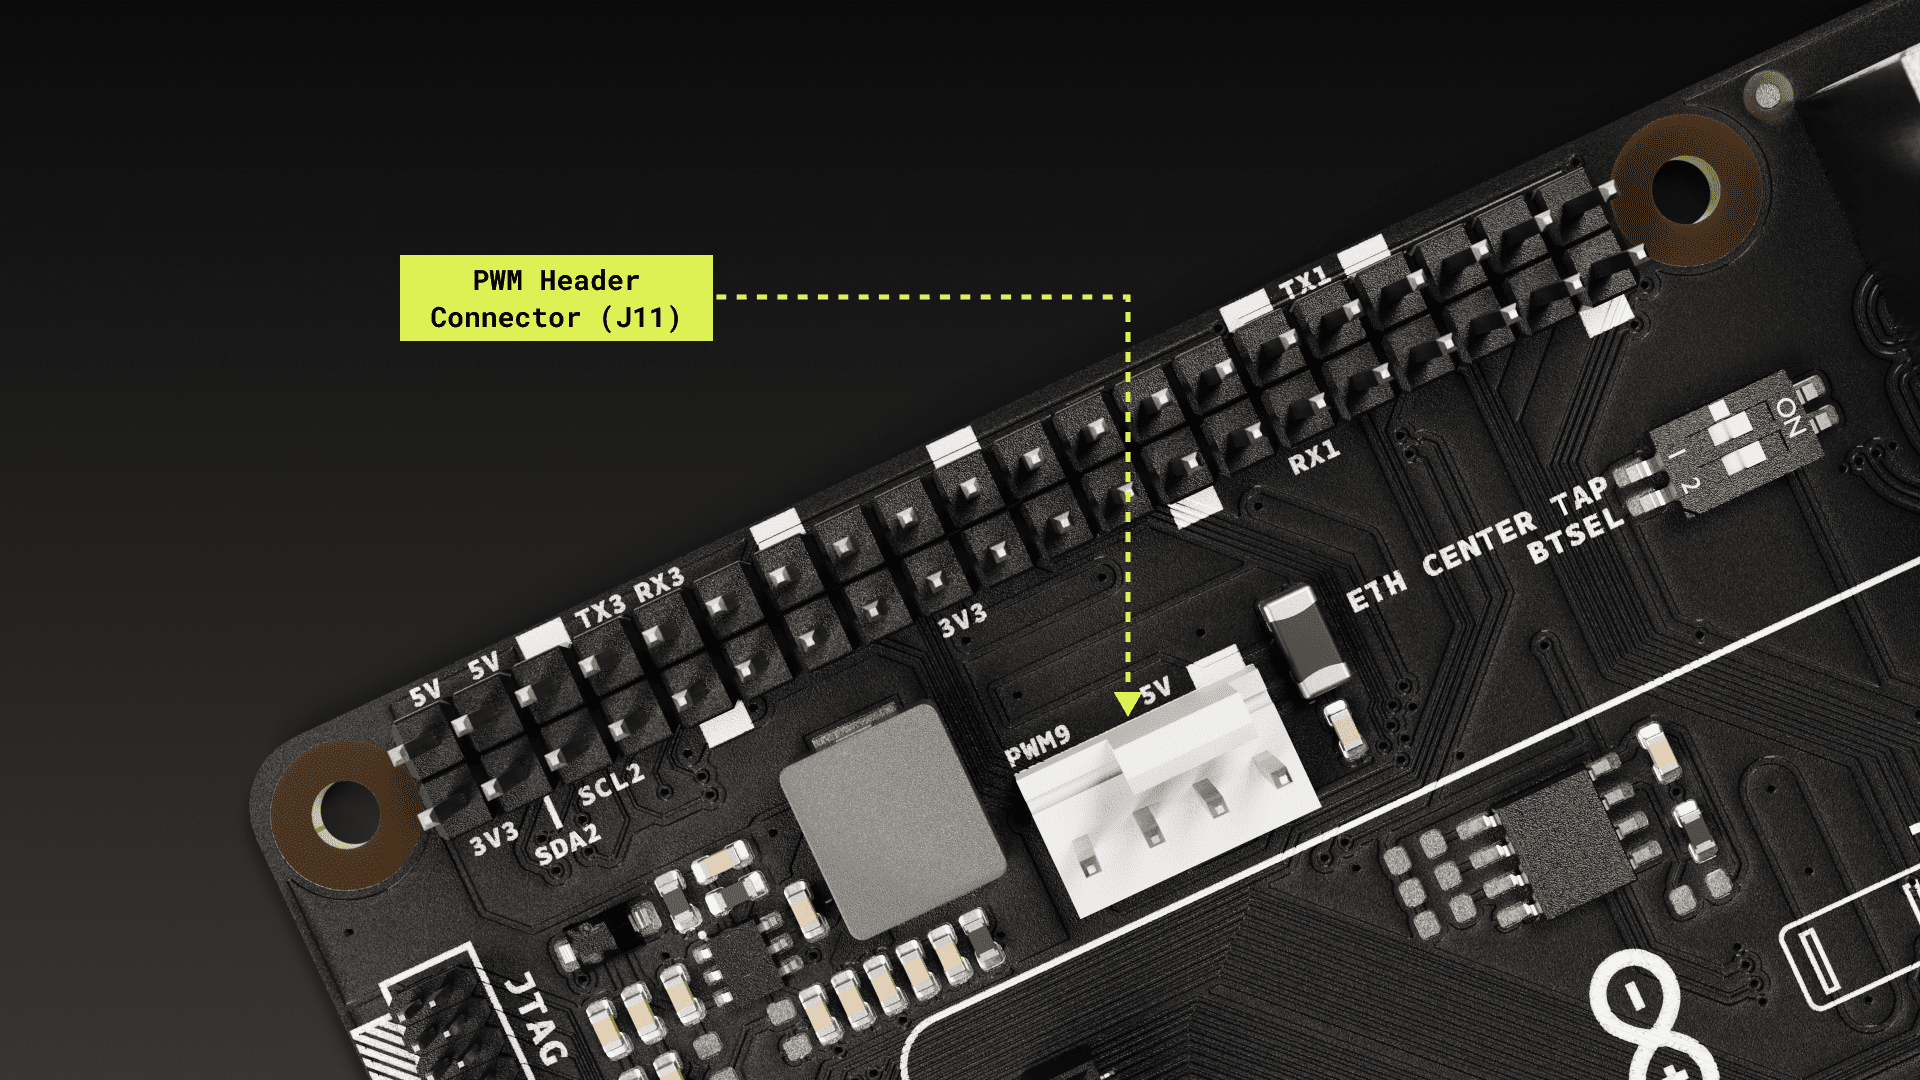 PWM Header
Connector (J11)
TX1
RX1
ON
1
2
ETH CENTER TAP
BTSEL
TX3 RX3
5V
5V
3V3
SCL2
SDA2
3V3
5V
PWM9
JTAG